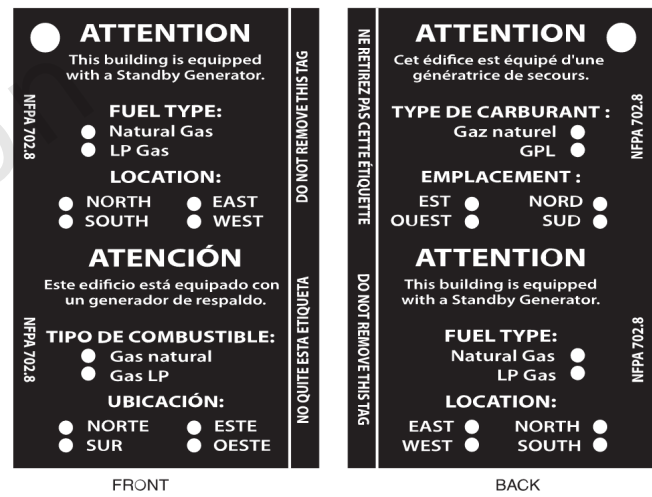 ATTENTION
This building is equipped
with a Standby Generator.
FUEL TYPE:
Natural Gas
LP Gas
LOCATION:
NORTH EAST
SOUTH WEST
NFPA 702.8
DO NOT REMOVE THIS TAG
ATENCIÓN
Este edificio está equipado con
un generador de respaldo.
TIPO DE COMBUSTIBLE:
Gas natural
Gas LP
UBICACIÓN:
NORTE ESTE
SUR OESTE
NFPA 702.8
NO QUITE ESTA ETIQUETA
FRONT
NE RETIREZ PAS CETTE ÉTIQUETTE
ATTENTION
Cet édifice est équipé d'une
génératrice de secours.
TYPE DE CARBURANT :
Gaz naturel
GPL
EMPLACEMENT :
EST NORD
OUEST SUD
NFPA 702.8
DO NOT REMOVE THIS TAG
ATTENTION
This building is equipped
with a Standby Generator.
FUEL TYPE:
Natural Gas
LP Gas
LOCATION:
EAST NORTH
WEST SOUTH
NFPA 702.8
BACK